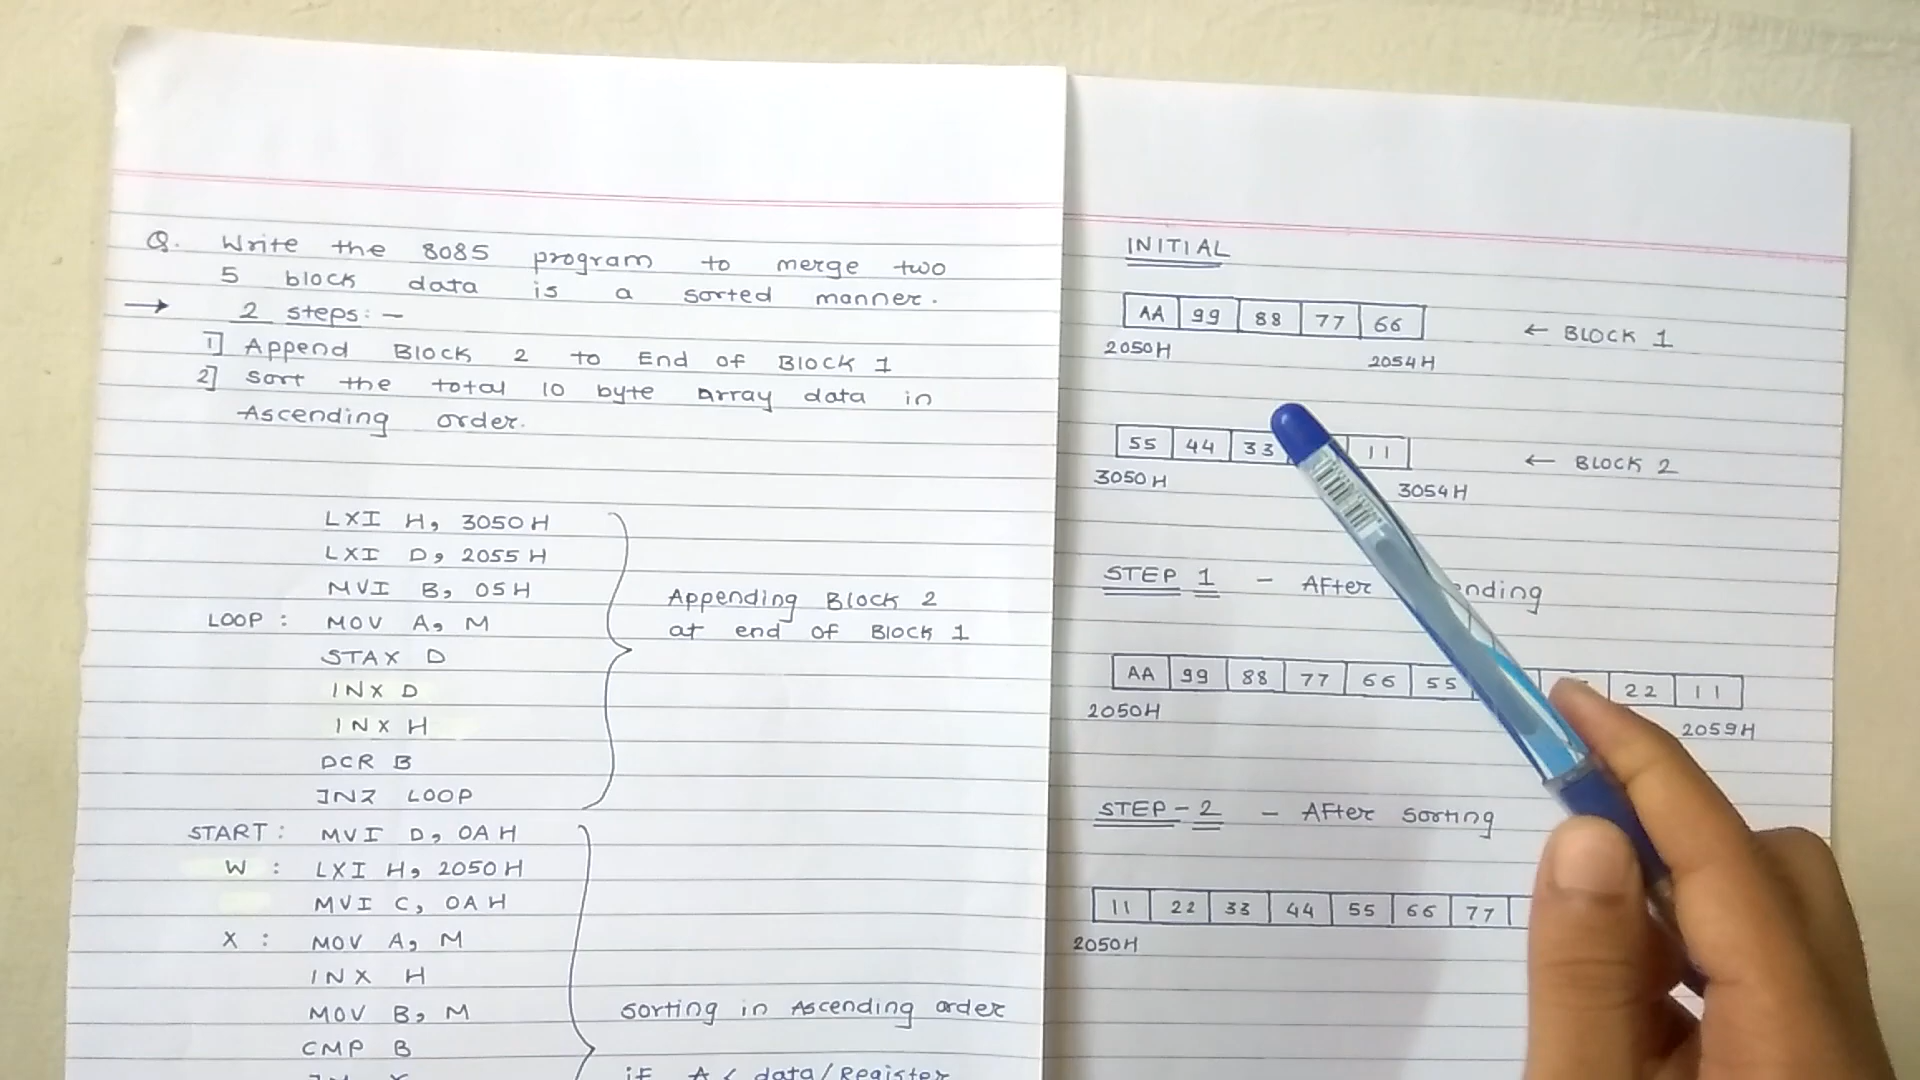 Q. Write the 8085 program to merge two
5 block data is a sorted manner.
→ 2 steps: -
1] Append Block 2 to End of Block 1
2] Sort the total 10 byte Array data in
Ascending order.
LXI H, 3050H
LXI D, 2055H
MVI B, 05H
LOOP: MOV A, M
STAX D
INX D
INX H
DCR B
JNZ LOOP
Appending Block 2
at end of Block 1
START: MVI D, 0AH
W : LXI H, 2050H
MVI C, 0AH
X : MOV A, M
INX H
MOV B, M
CMP B
Sorting in Ascending order
if A < data/Register
INITIAL
AA 99 88 77 66 ← BLOCK 1
2050H 2054H
55 44 33 11 ← BLOCK 2
3050H 3054H
STEP 1 - After nding
AA 99 88 77 66 55 22 11
2050H 2059H
STEP-2 - After sorting
11 22 33 44 55 66 77
2050H